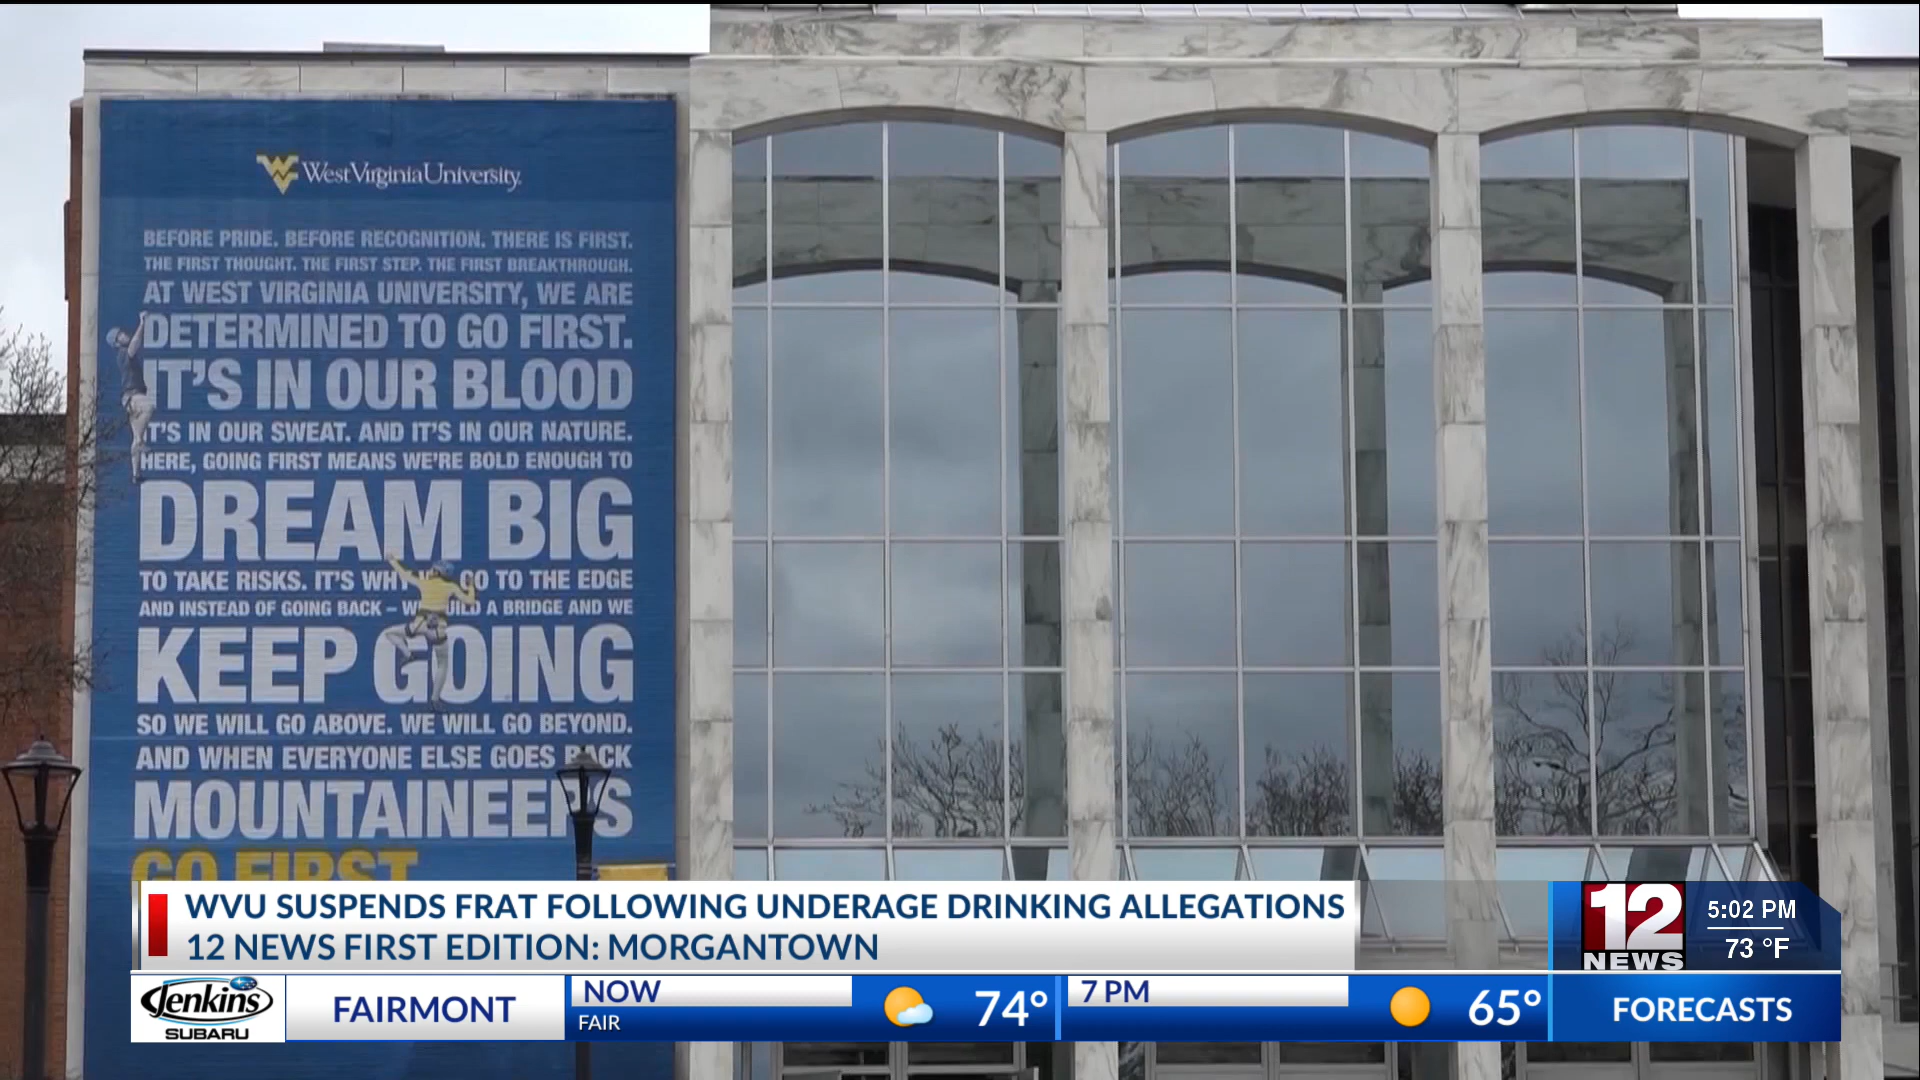 West Virginia University.
BEFORE PRIDE. BEFORE RECOGNITION. THERE IS FIRST.
THE FIRST THOUGHT. THE FIRST STEP. THE FIRST BREAKTHROUGH.
AT WEST VIRGINIA UNIVERSITY, WE ARE
DETERMINED TO GO FIRST.
IT'S IN OUR BLOOD
IT'S IN OUR SWEAT. AND IT'S IN OUR NATURE.
HERE, GOING FIRST MEANS WE'RE BOLD ENOUGH TO
DREAM BIG
TO TAKE RISKS. IT'S WHY WE GO TO THE EDGE
AND INSTEAD OF GOING BACK – WE BUILD A BRIDGE AND WE
KEEP GOING
SO WE WILL GO ABOVE. WE WILL GO BEYOND.
AND WHEN EVERYONE ELSE GOES BACK
MOUNTAINEERS
GO FIRST
WVU SUSPENDS FRAT FOLLOWING UNDERAGE DRINKING ALLEGATIONS
12 NEWS FIRST EDITION: MORGANTOWN
12 NEWS
5:02 PM
73 °F
Jenkins
SUBARU
FAIRMONT
NOW
FAIR
74°
7 PM
65°
FORECASTS